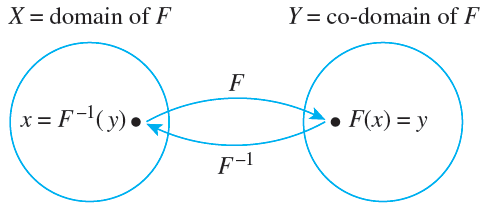 X = domain of F
Y = co-domain of F
F
x = F⁻¹(y)
F(x) = y
F⁻¹